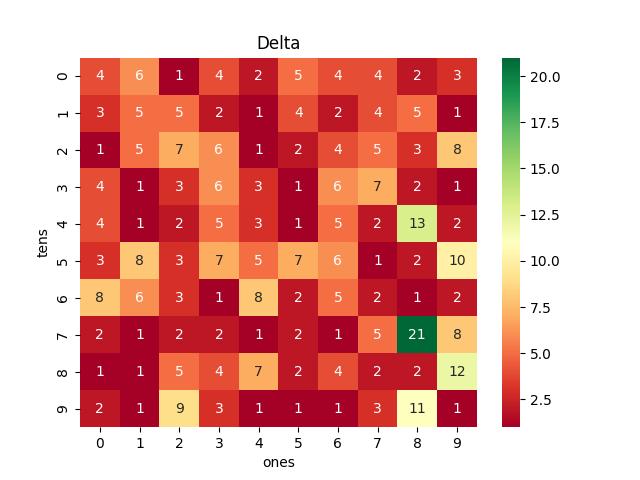 Delta
0 4 6 1 4 2 5 4 4 2 3
1 3 5 5 2 1 4 2 4 5 1
2 1 5 7 6 1 2 4 5 3 8
3 4 1 3 6 3 1 6 7 2 1
4 4 1 2 5 3 1 5 2 13 2
5 3 8 3 7 5 7 6 1 2 10
6 8 6 3 1 8 2 5 2 1 2
7 2 1 2 2 1 2 1 5 21 8
8 1 1 5 4 7 2 4 2 2 12
9 2 1 9 3 1 1 1 3 11 1
0 1 2 3 4 5 6 7 8 9
ones
tens
20.0
17.5
15.0
12.5
10.0
7.5
5.0
2.5